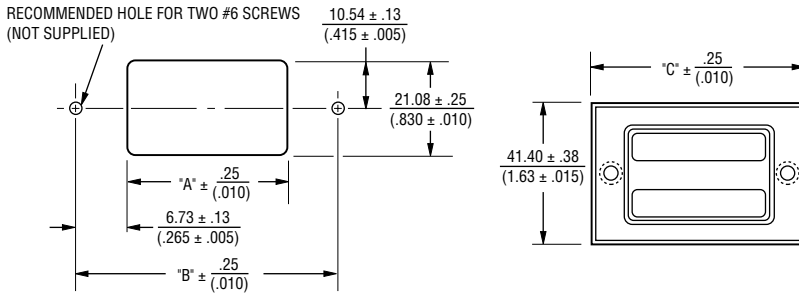 RECOMMENDED HOLE FOR TWO #6 SCREWS
(NOT SUPPLIED)
10.54 ± .13
(.415 ± .005)
21.08 ± .25
(.830 ± .010)
"A" ± .25
(.010)
6.73 ± .13
(.265 ± .005)
"B" ± .25
(.010)
"C" ± .25
(.010)
41.40 ± .38
(1.63 ± .015)